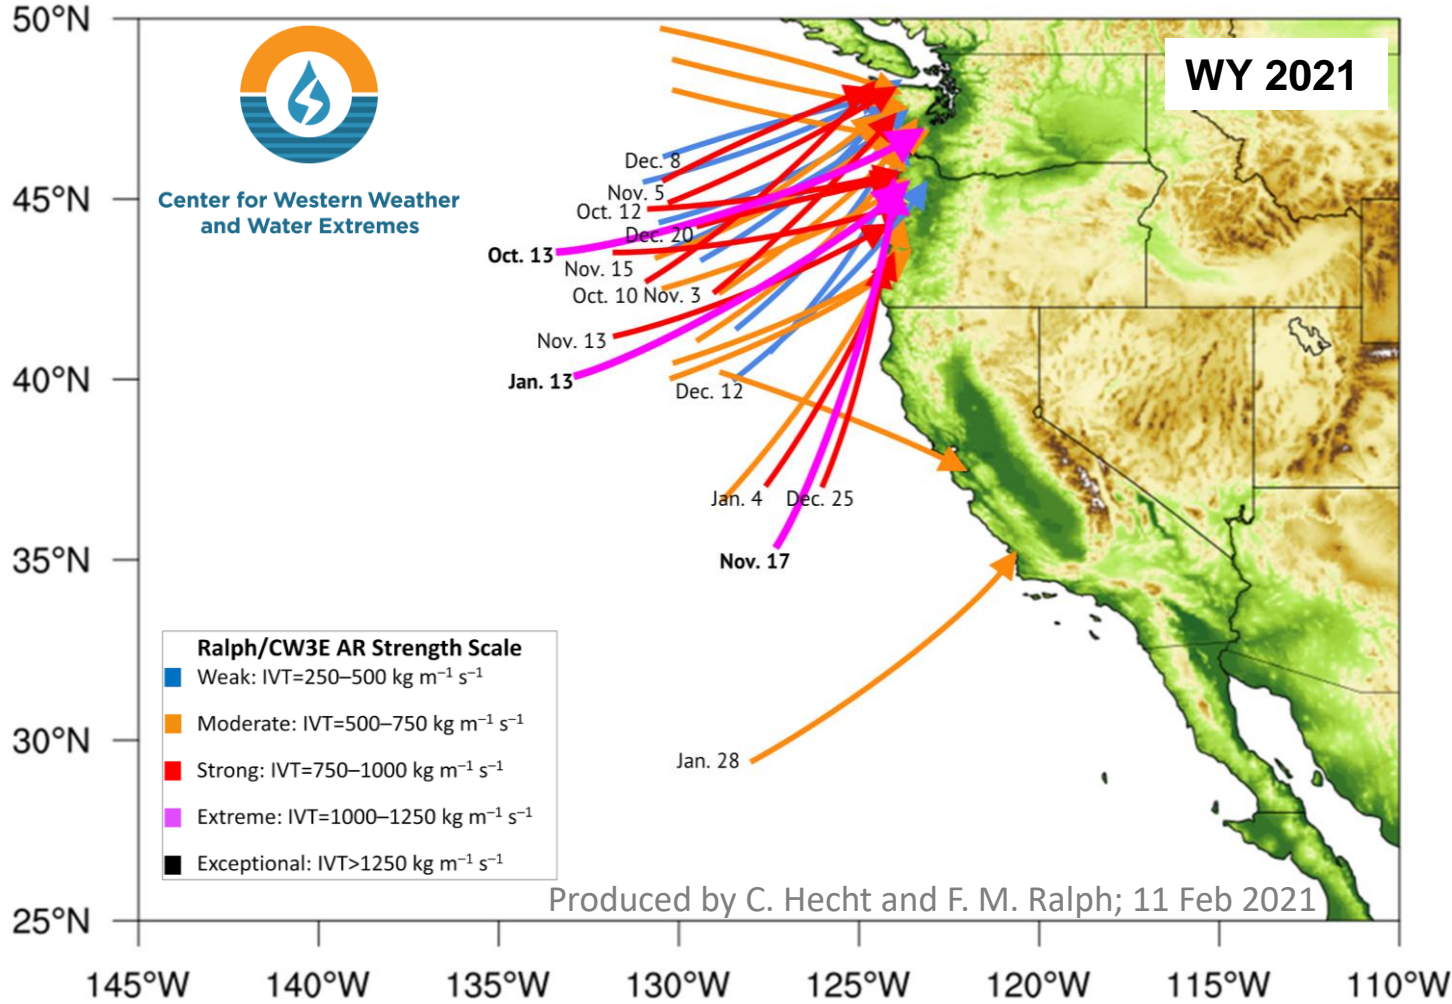 50°N
WY 2021
Center for Western Weather
and Water Extremes
Dec. 8
45°N
Nov. 5
Oct. 12
Dec. 20
Oct. 13
Nov. 15
Oct. 10 Nov. 3
Nov. 13
40°N
Jan. 13
Dec. 12
Jan. 4 Dec. 25
35°N
Nov. 17
Ralph/CW3E AR Strength Scale
Weak: IVT=250–500 kg m⁻¹ s⁻¹
Moderate: IVT=500–750 kg m⁻¹ s⁻¹
30°N
Jan. 28
Strong: IVT=750–1000 kg m⁻¹ s⁻¹
Extreme: IVT=1000–1250 kg m⁻¹ s⁻¹
Exceptional: IVT>1250 kg m⁻¹ s⁻¹
Produced by C. Hecht and F. M. Ralph; 11 Feb 2021
25°N
145°W 140°W 135°W 130°W 125°W 120°W 115°W 110°W